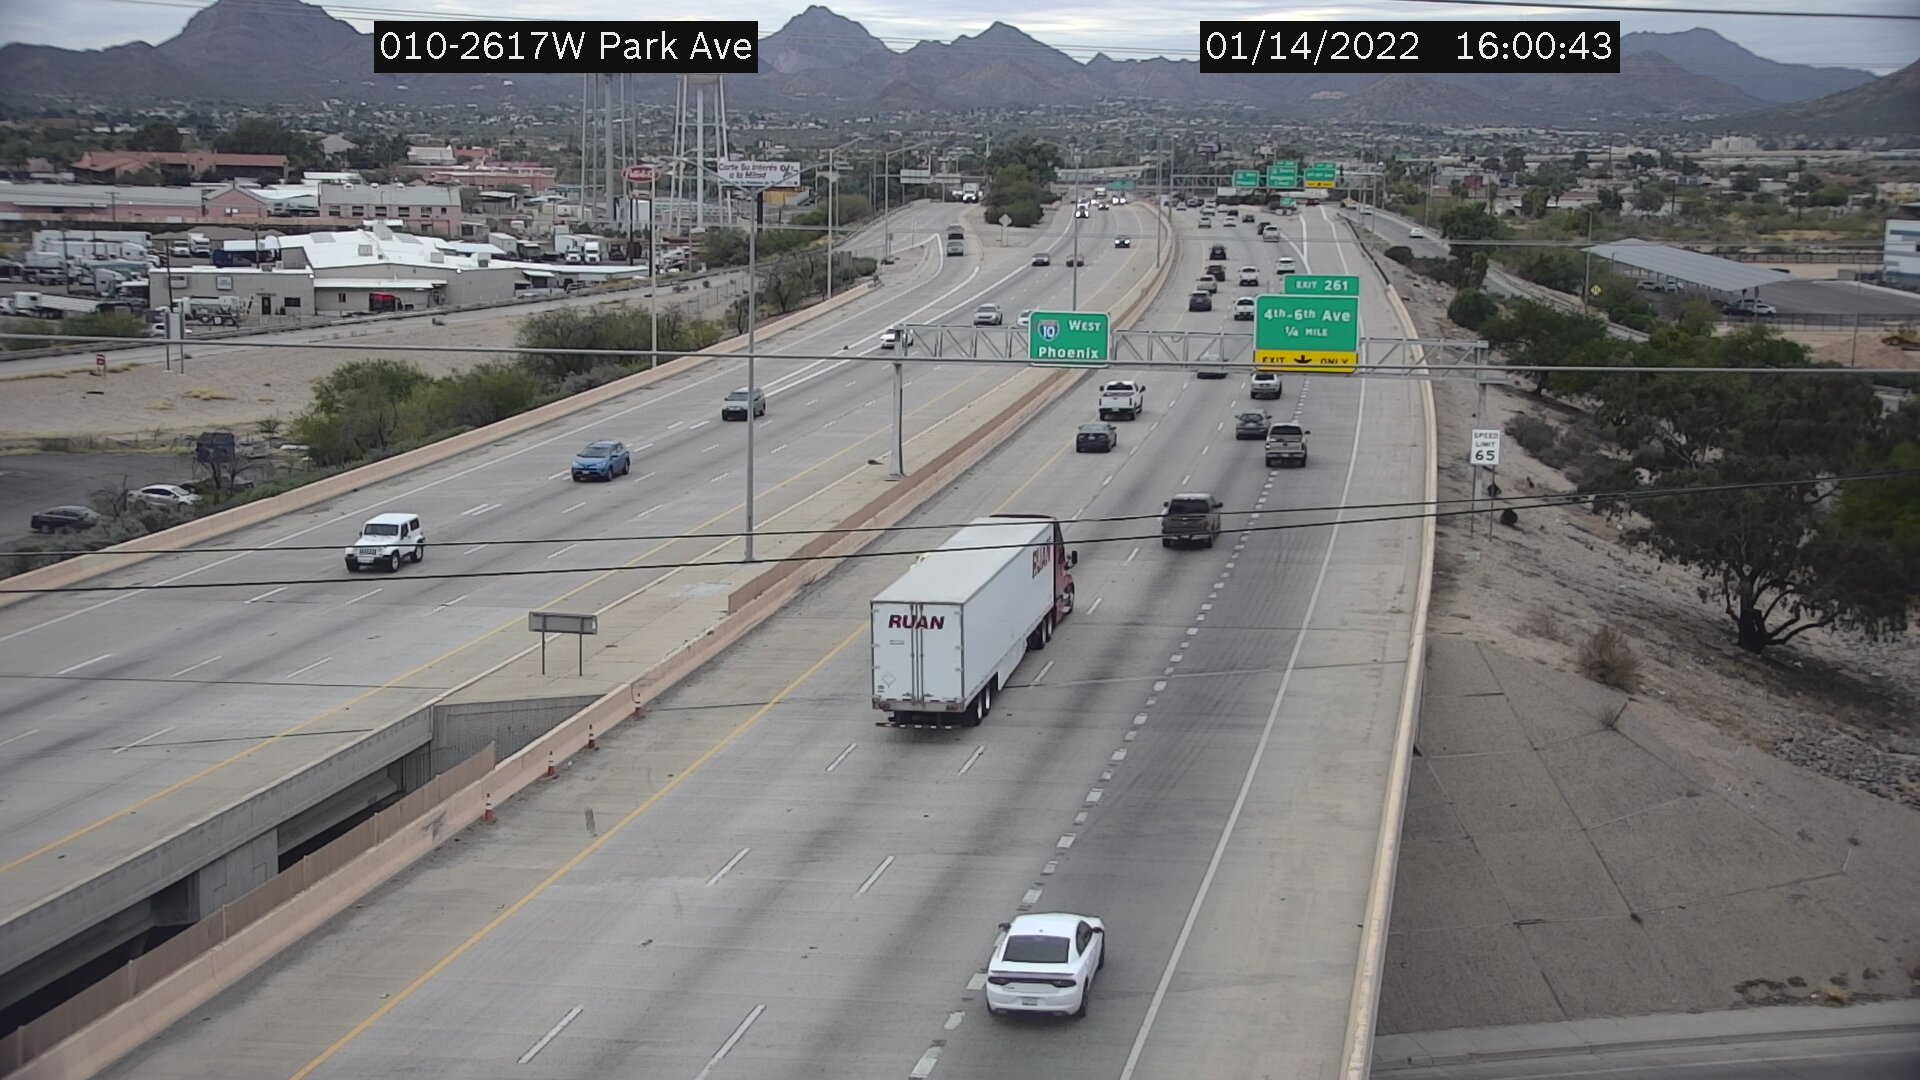 010-2617W Park Ave
01/14/2022 16:00:43
EXIT 261
4th-6th Ave
1/4 MILE
EXIT ONLY
10 WEST
Phoenix
SPEED
LIMIT
65
RUAN
RUAN